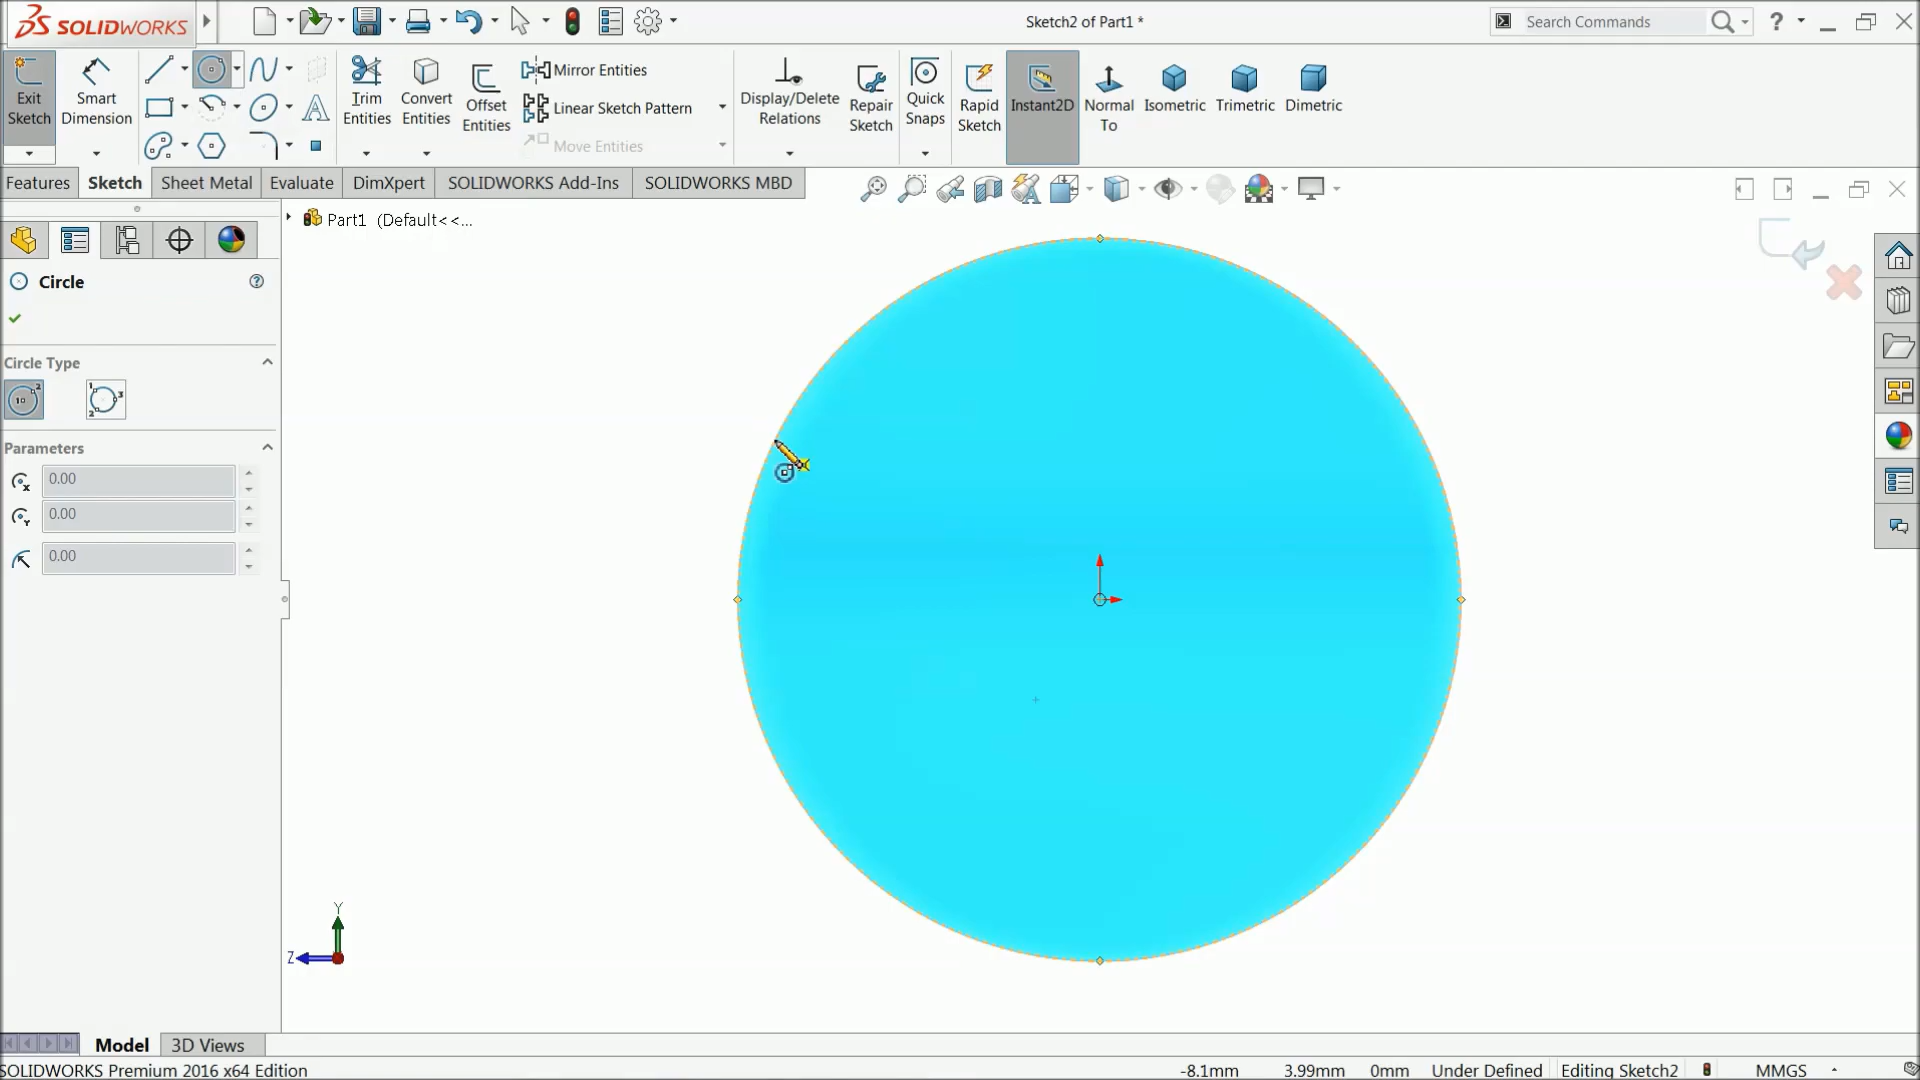 SOLIDWORKS
Sketch2 of Part1 *
Search Commands
?
Exit Sketch
Smart Dimension
Trim Entities
Convert Entities
Offset Entities
Mirror Entities
Linear Sketch Pattern
Move Entities
Display/Delete Relations
Repair Sketch
Quick Snaps
Rapid Sketch
Instant2D
Normal To
Isometric
Trimetric
Dimetric
Features
Sketch
Sheet Metal
Evaluate
DimXpert
SOLIDWORKS Add-Ins
SOLIDWORKS MBD
Part1 (Default<<...
Circle
Circle Type
Parameters
0.00
0.00
0.00
Y
Z
Model
3D Views
SOLIDWORKS Premium 2016 x64 Edition
-8.1mm
3.99mm
0mm
Under Defined
Editing Sketch2
MMGS